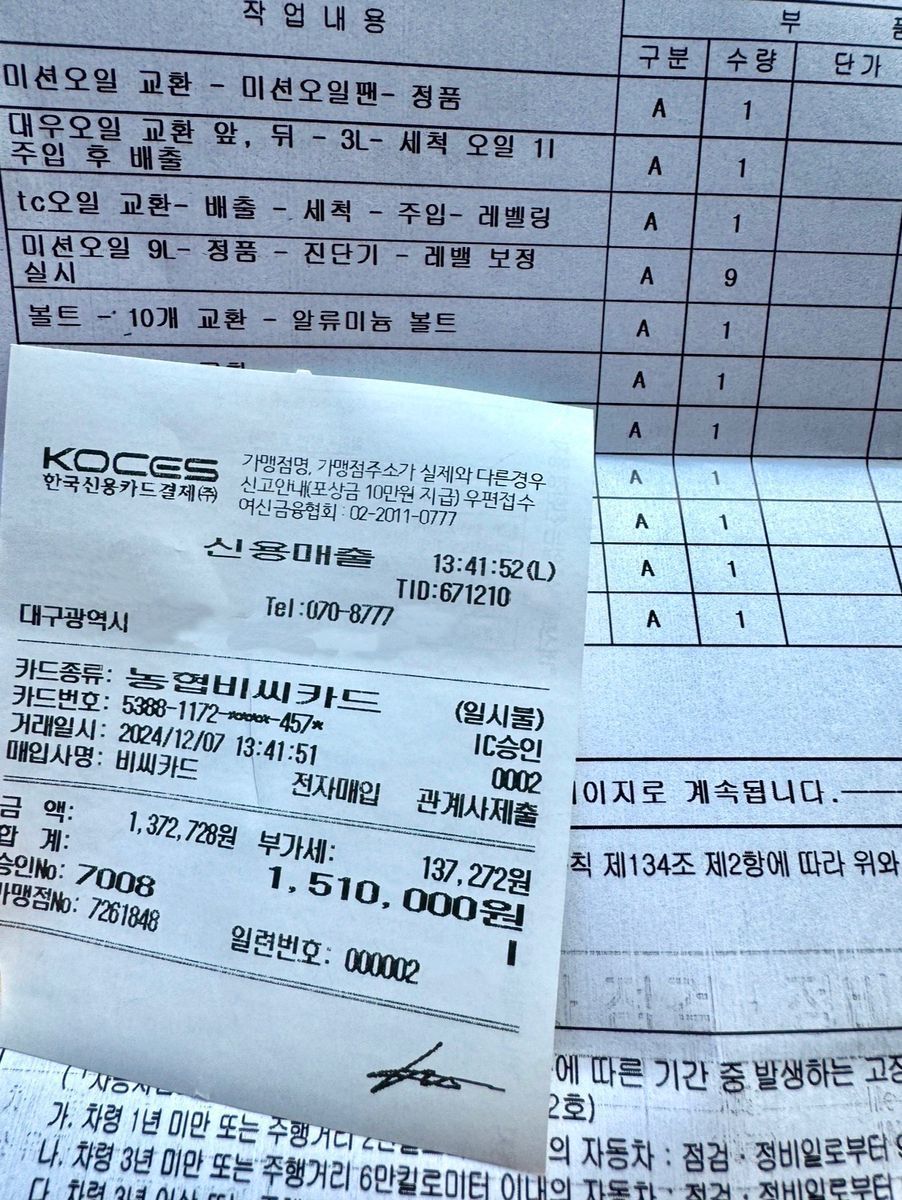 작업내용
부 품
구분 수량 단가
미션오일 교환 - 미션오일팬- 정품 A 1
대우오일 교환 앞, 뒤 - 3L- 세척 오일 1l
주입 후 배출 A 1
tc오일 교환- 배출 - 세척 - 주입- 레벨링 A 1
미션오일 9L- 정품 - 진단기 - 레밸 보정
실시 A 9
볼트 - 10개 교환 - 알류미늄 볼트 A 1
교환 A 1
A 1
A 1
A 1
A 1
A 1
KOCES
한국신용카드결제(주)
가맹점명, 가맹점주소가 실제와 다른경우
신고안내(포상금 10만원 지급) 우편접수
여신금융협회 : 02-2011-0777
신용매출 13:41:52(L)
TID:671210
Tel:070-8777
대구광역시
카드종류: 농협비씨카드 (일시불)
카드번호: 5388-1172-****-457* IC승인
거래일시: 2024/12/07 13:41:51 0002
매입사명: 비씨카드 전자매입 관계사제출
금 액: 1,372,728원 부가세: 137,272원
합 계: 1,510,000원
승인No: 7008
가맹점No: 7261848
일련번호: 000002
이지로 계속됩니다.
칙 제134조 제2항에 따라 위와
에 따른 기간 중 발생하는 고장
2호)
가. 차령 1년 미만 또는 주행거리 의 자동차 : 점검 · 정비일로부터
나. 차령 3년 미만 또는 주행거리 6만킬로미터 이내의 자동차 : 점검 · 정비일로부터
다. 차령 3년 이상 또는